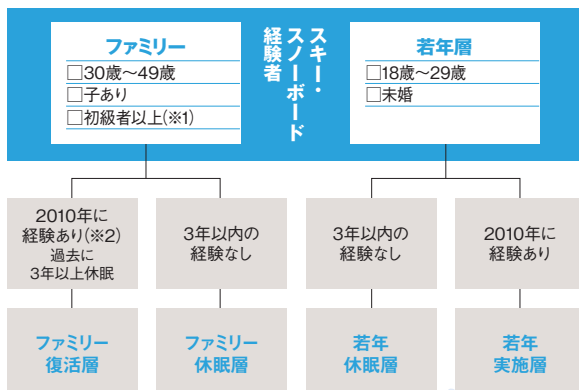 ファミリー
□30歳～49歳
□子あり
□初級者以上(※1)
スキー・
スノーボード
経験者
若年層
□18歳～29歳
□未婚
2010年に
経験あり(※2)
過去に
3年以上休眠
3年以内の
経験なし
3年以内の
経験なし
2010年に
経験あり
ファミリー
復活層
ファミリー
休眠層
若年
休眠層
若年
実施層